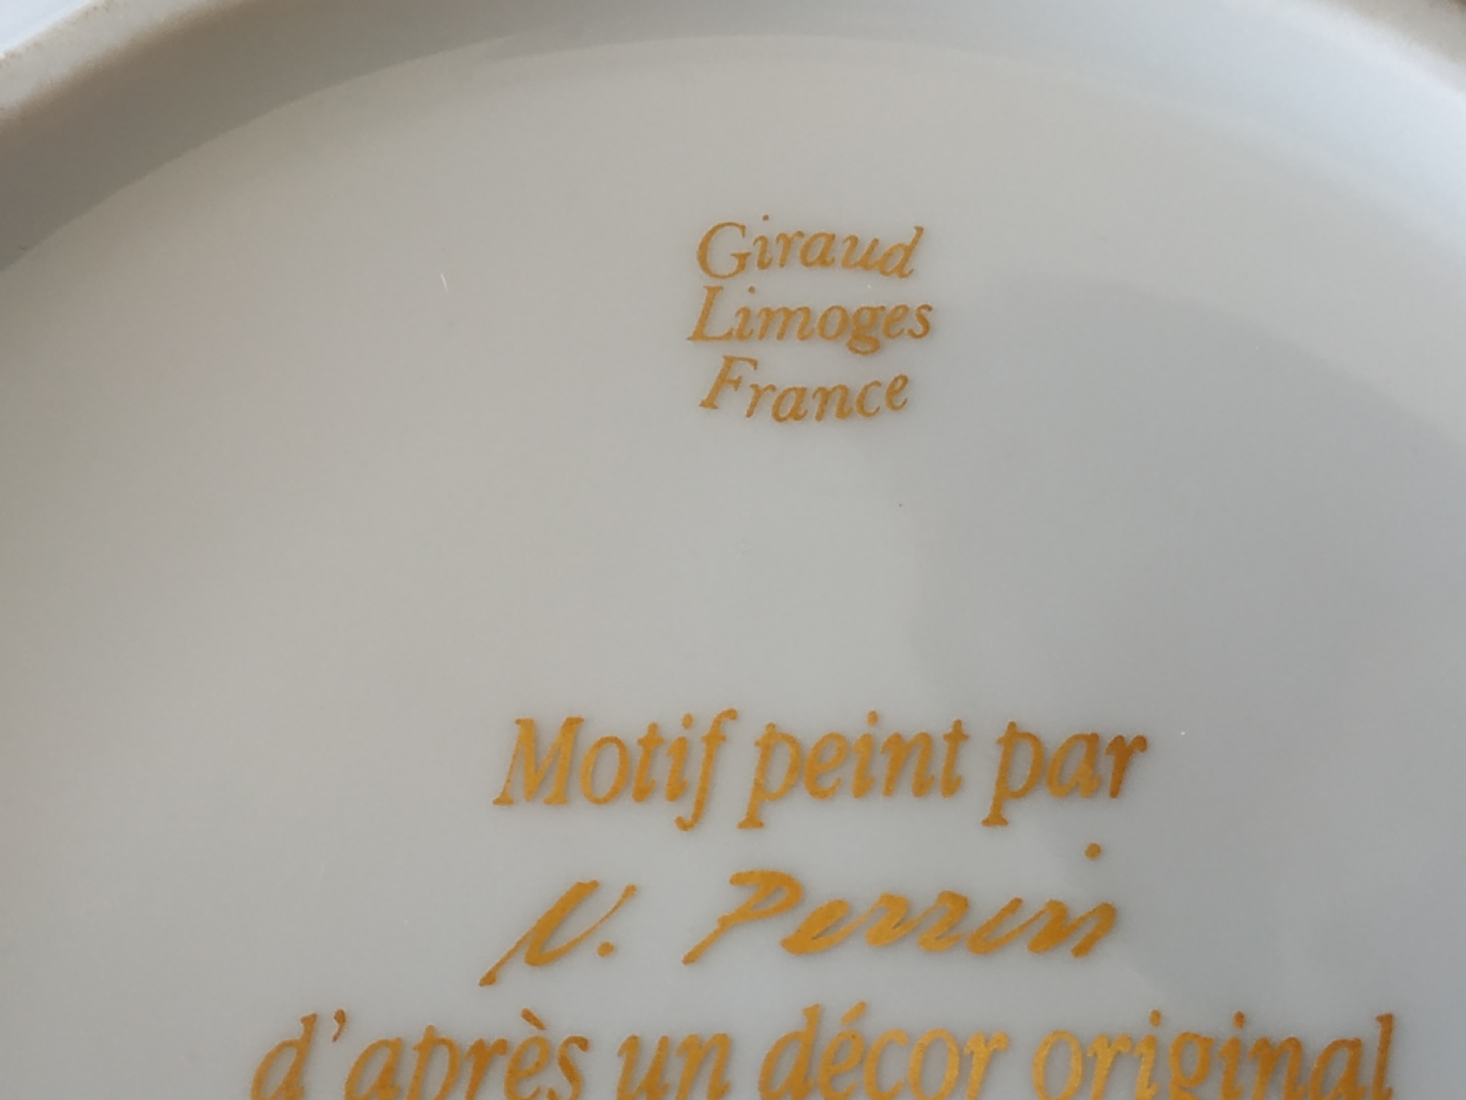 Giraud
Limoges
France
Motif peint par
N. Perrin
d'après un décor original